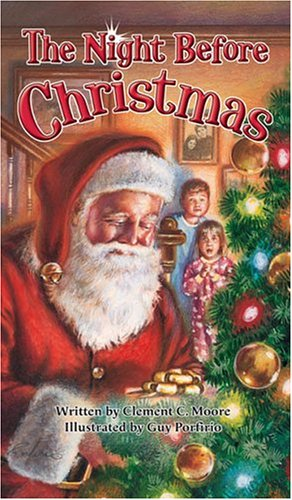 The Night Before
Christmas
Written by Clement C. Moore
Illustrated by Guy Porfirio